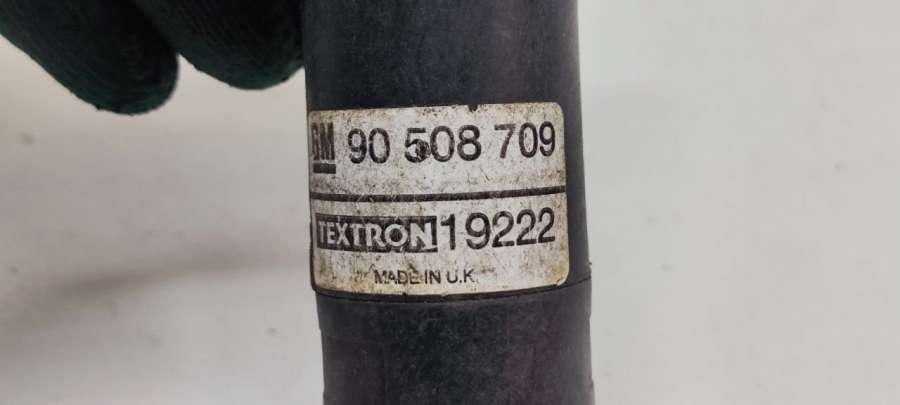 GM 90 508 709
TEXTRON 19222
MADE IN U.K.